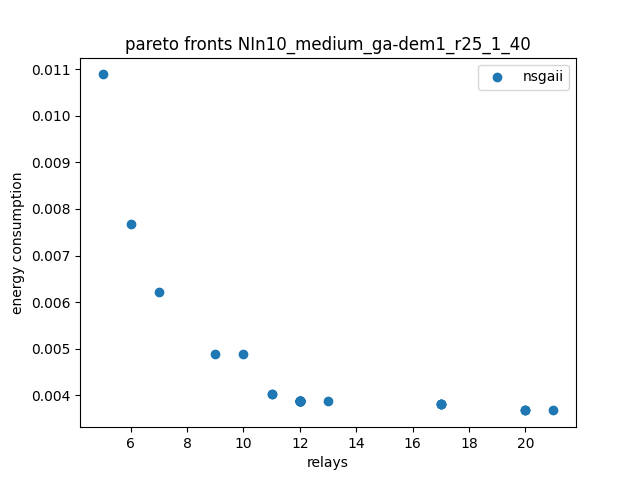 pareto fronts NIn10_medium_ga-dem1_r25_1_40
nsgaii
0.011
0.010
0.009
0.008
0.007
0.006
0.005
0.004
energy consumption
6 8 10 12 14 16 18 20
relays